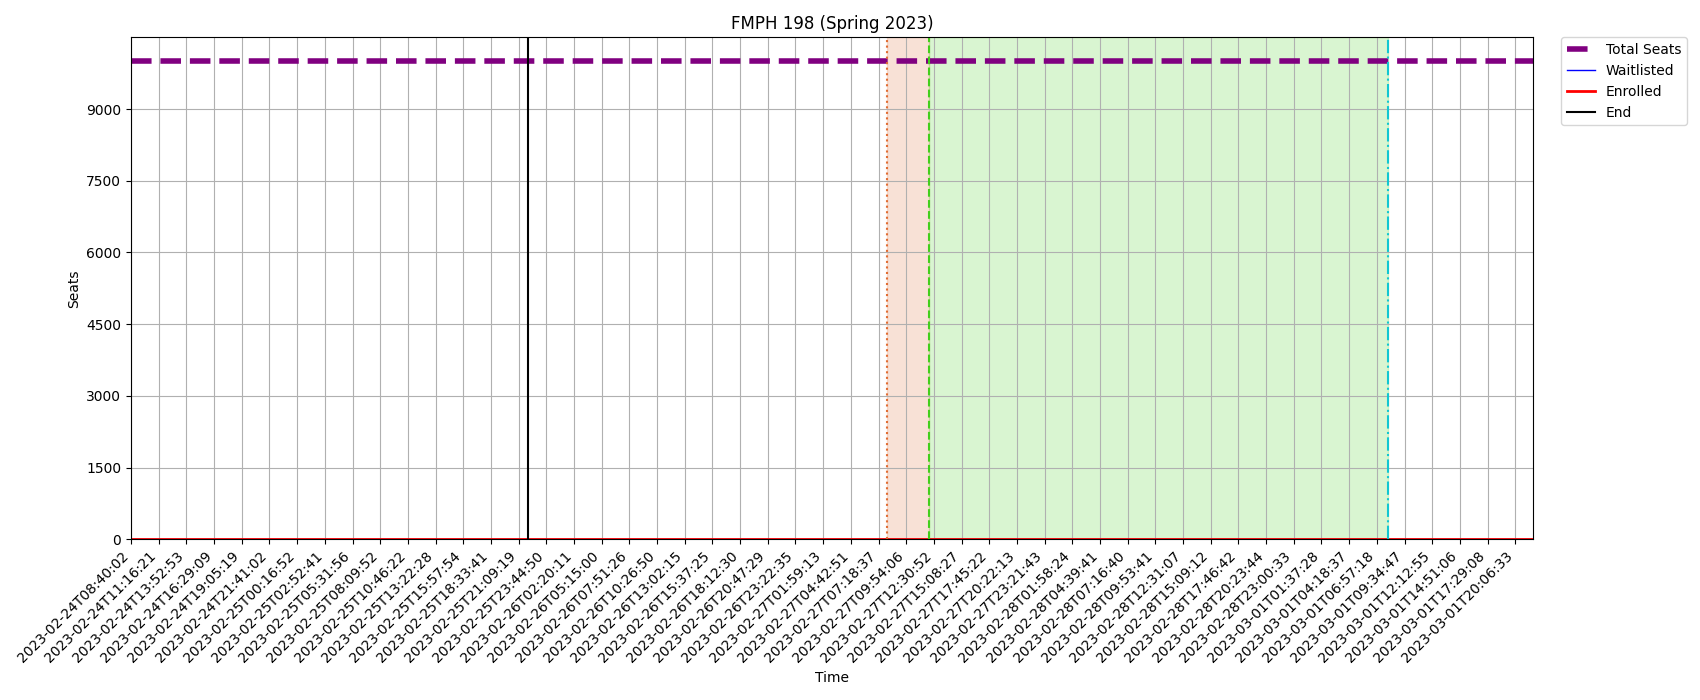 FMPH 198 (Spring 2023)
Total Seats
Waitlisted
Enrolled
End
9000
7500
6000
4500
3000
1500
0
Seats
2023-02-24T08:40:02
2023-02-24T11:16:21
2023-02-24T13:52:53
2023-02-24T16:29:09
2023-02-24T19:05:19
2023-02-24T21:41:02
2023-02-25T00:16:52
2023-02-25T02:52:41
2023-02-25T05:31:56
2023-02-25T08:09:52
2023-02-25T10:46:22
2023-02-25T13:22:28
2023-02-25T15:57:54
2023-02-25T18:33:41
2023-02-25T21:09:19
2023-02-25T23:44:50
2023-02-26T02:20:11
2023-02-26T05:15:00
2023-02-26T07:51:26
2023-02-26T10:26:50
2023-02-26T13:02:15
2023-02-26T15:37:25
2023-02-26T18:12:30
2023-02-26T20:47:29
2023-02-26T23:22:35
2023-02-27T01:59:13
2023-02-27T04:42:51
2023-02-27T07:18:37
2023-02-27T09:54:06
2023-02-27T12:30:52
2023-02-27T15:08:27
2023-02-27T17:45:22
2023-02-27T20:22:13
2023-02-27T23:21:43
2023-02-28T01:58:24
2023-02-28T04:39:41
2023-02-28T07:16:40
2023-02-28T09:53:41
2023-02-28T12:31:07
2023-02-28T15:09:12
2023-02-28T17:46:42
2023-02-28T20:23:44
2023-02-28T23:00:33
2023-03-01T01:37:28
2023-03-01T04:18:37
2023-03-01T06:57:18
2023-03-01T09:34:47
2023-03-01T12:12:55
2023-03-01T14:51:06
2023-03-01T17:29:08
2023-03-01T20:06:33
Time